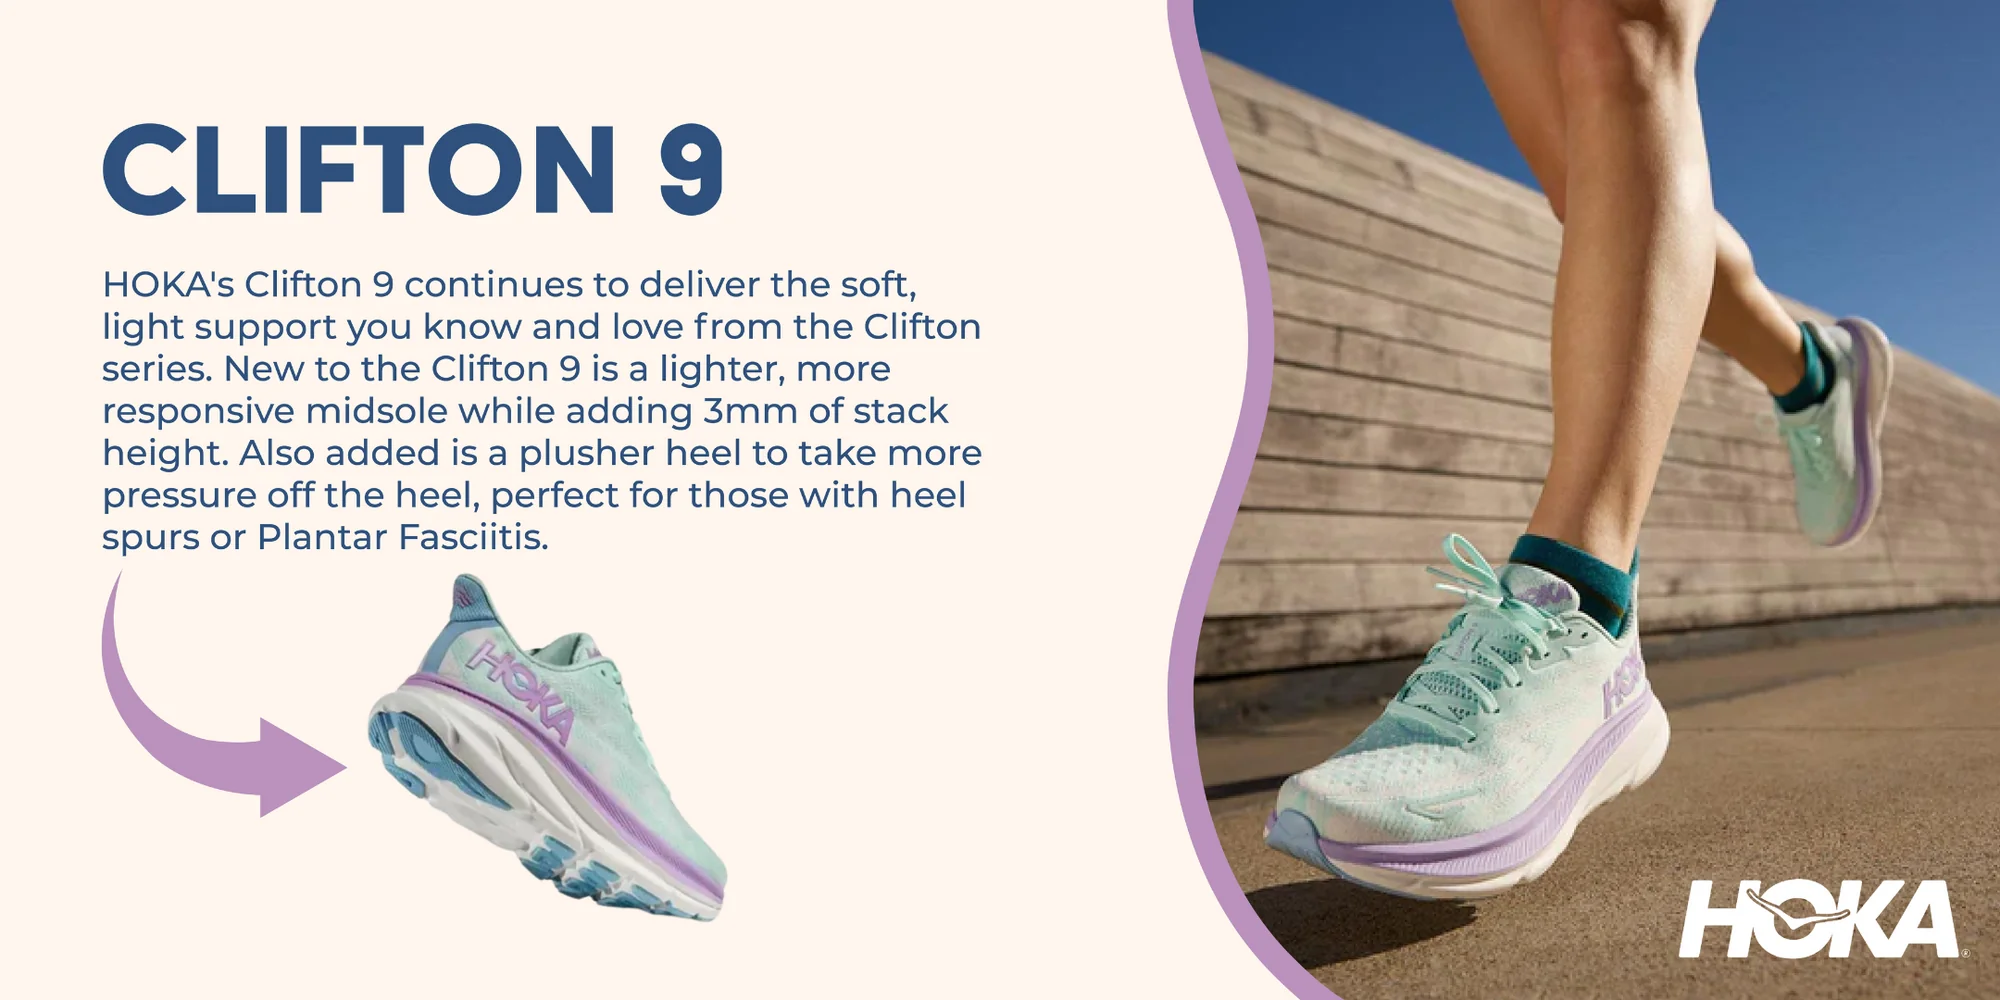 CLIFTON 9
HOKA's Clifton 9 continues to deliver the soft,
light support you know and love from the Clifton
series. New to the Clifton 9 is a lighter, more
responsive midsole while adding 3mm of stack
height. Also added is a plusher heel to take more
pressure off the heel, perfect for those with heel
spurs or Plantar Fasciitis.
HOKA
HOKA
HOKA
HOKA